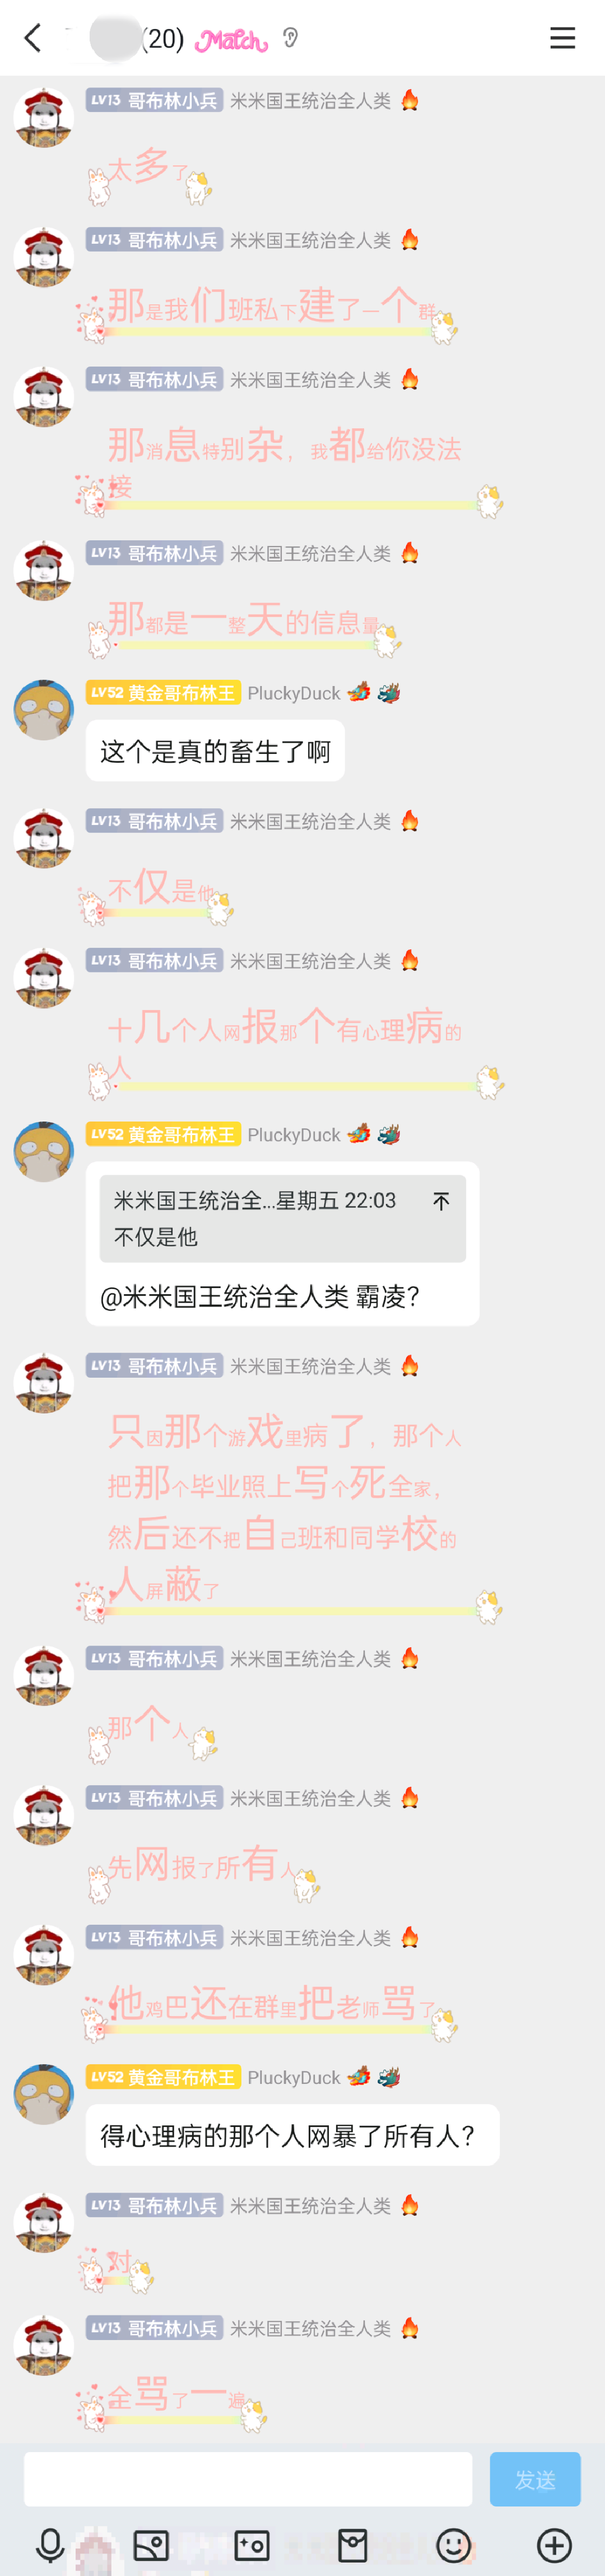 (20) Match
LV13 哥布林小兵 米米国王统治全人类
太多了
LV13 哥布林小兵 米米国王统治全人类
那是我们班私下建了一个群
LV13 哥布林小兵 米米国王统治全人类
那消息特别杂，我都给你没法
接
LV13 哥布林小兵 米米国王统治全人类
那都是一整天的信息量
LV52 黄金哥布林王 PluckyDuck
这个是真的畜生了啊
LV13 哥布林小兵 米米国王统治全人类
不仅是他
LV13 哥布林小兵 米米国王统治全人类
十几个人网报那个有心理病的
人
LV52 黄金哥布林王 PluckyDuck
米米国王统治全...星期五 22:03
不仅是他
@米米国王统治全人类 霸凌？
LV13 哥布林小兵 米米国王统治全人类
只因那个游戏里病了，那个人
把那个毕业照上写个死全家，
然后还不把自己班和同学校的
人屏蔽了
LV13 哥布林小兵 米米国王统治全人类
那个人
LV13 哥布林小兵 米米国王统治全人类
先网报了所有人
LV13 哥布林小兵 米米国王统治全人类
他鸡巴还在群里把老师骂了
LV52 黄金哥布林王 PluckyDuck
得心理病的那个人网暴了所有人？
LV13 哥布林小兵 米米国王统治全人类
对
LV13 哥布林小兵 米米国王统治全人类
全骂了一遍
发送